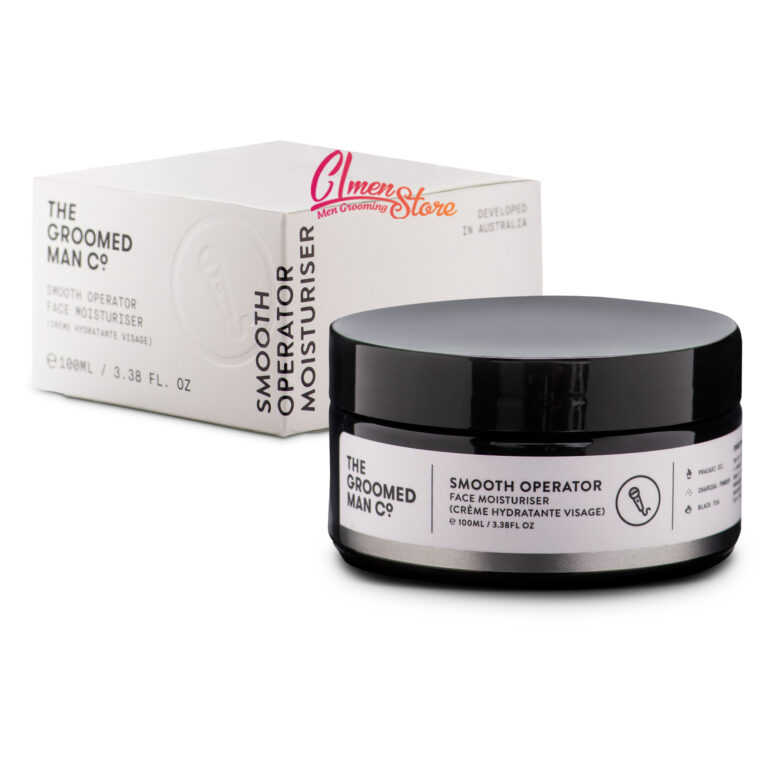 Clmen Store
Men Grooming
THE
GROOMED
MAN Cº
SMOOTH OPERATOR
FACE MOISTURISER
(CRÈME HYDRATANTE VISAGE)
℮100ML / 3.38 FL. OZ
SMOOTH
OPERATOR
MOISTURISER
DEVELOPED
IN AUSTRALIA
THE
GROOMED
MAN Cº
SMOOTH OPERATOR
FACE MOISTURISER
(CRÈME HYDRATANTE VISAGE)
℮ 100ML / 3.38FL OZ
PRACAXI OIL
CHARCOAL POWDER
BLACK TEA